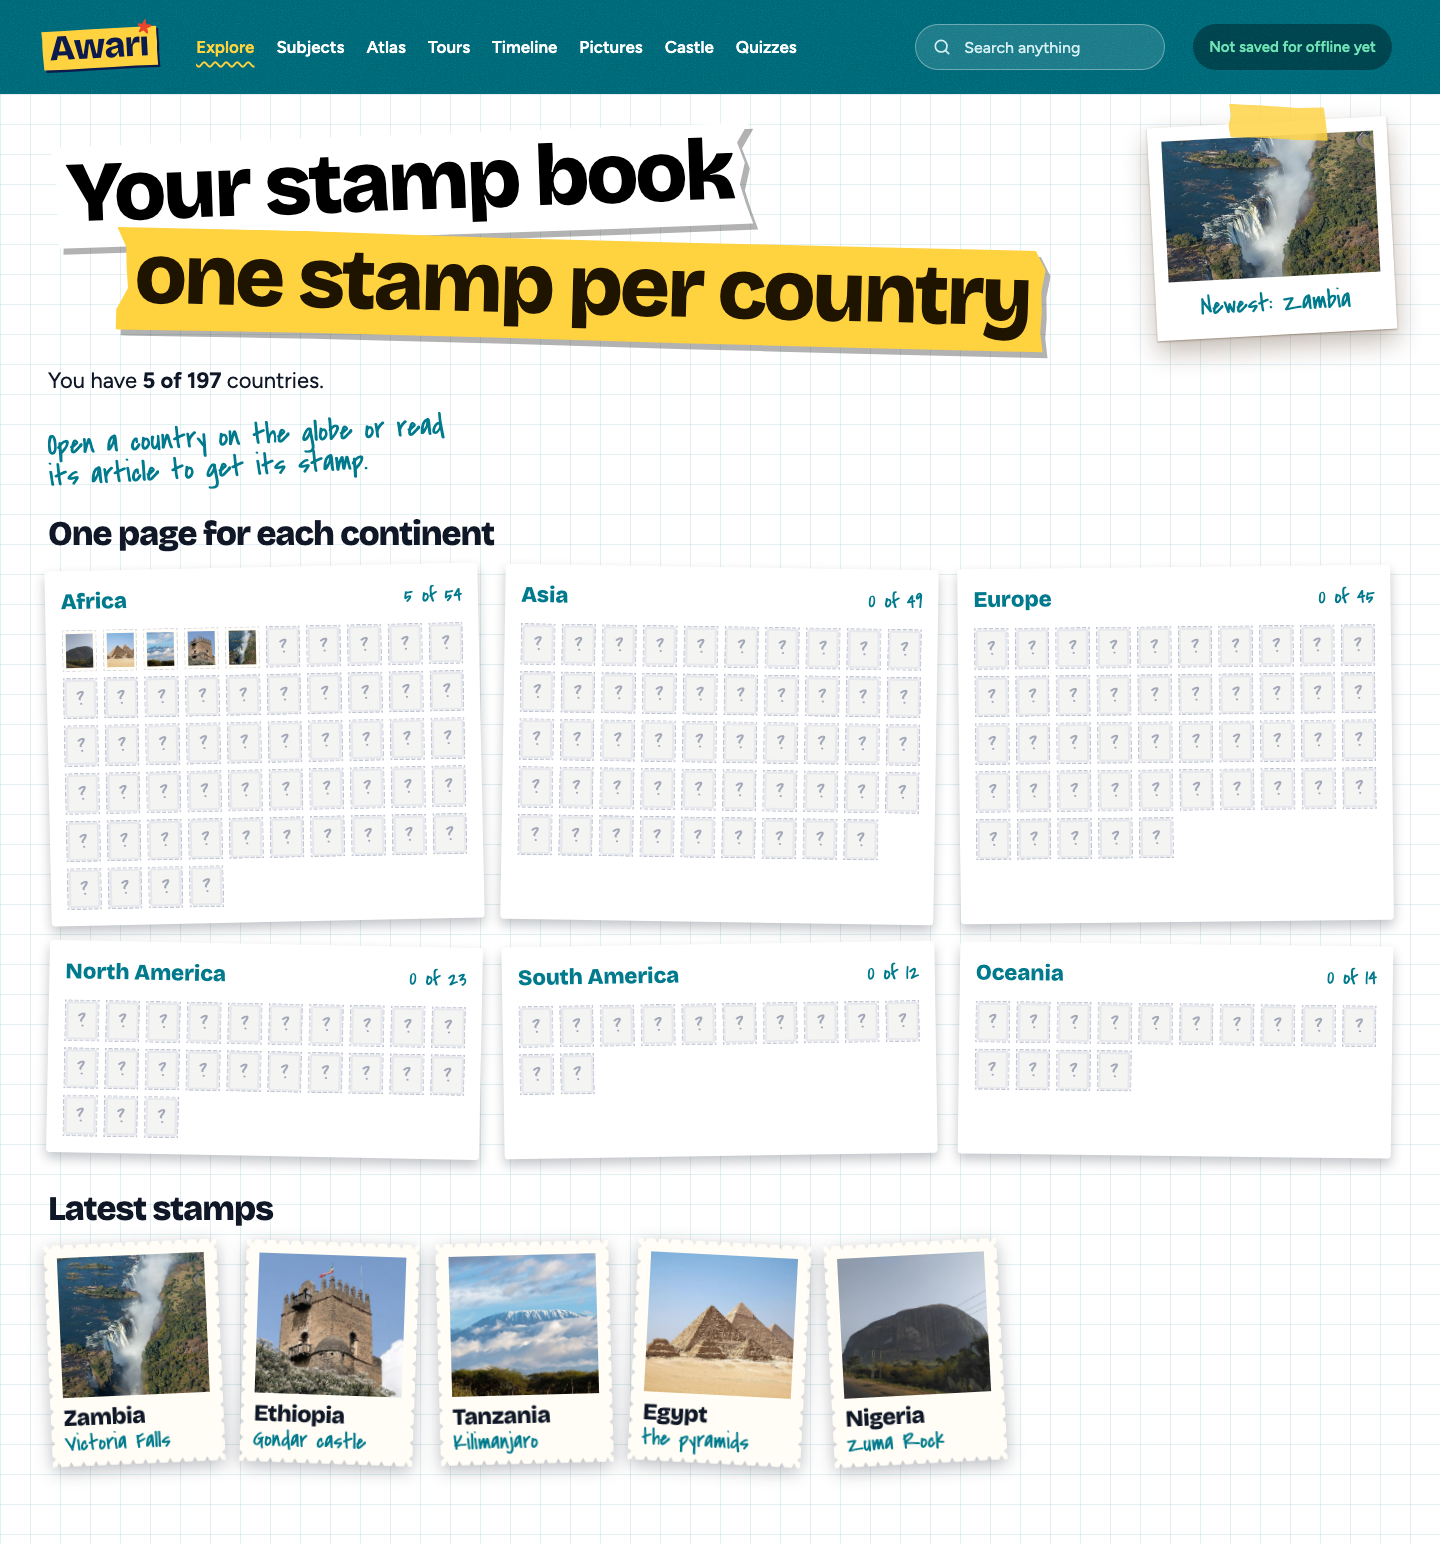 Awari
Explore Subjects Atlas Tours Timeline Pictures Castle Quizzes
Search anything
Not saved for offline yet
Your stamp book
one stamp per country
Newest: Zambia
You have 5 of 197 countries.
Open a country on the globe or read
its article to get its stamp.
One page for each continent
Africa
5 of 54
? ? ? ? ?
? ? ? ? ? ? ? ? ? ?
? ? ? ? ? ? ? ? ? ?
? ? ? ? ? ? ? ? ? ?
? ? ? ? ? ? ? ? ? ?
? ? ? ?
Asia
0 of 49
? ? ? ? ? ? ? ? ? ?
? ? ? ? ? ? ? ? ? ?
? ? ? ? ? ? ? ? ? ?
? ? ? ? ? ? ? ? ? ?
? ? ? ? ? ? ? ? ?
Europe
0 of 45
? ? ? ? ? ? ? ? ? ?
? ? ? ? ? ? ? ? ? ?
? ? ? ? ? ? ? ? ? ?
? ? ? ? ? ? ? ? ? ?
? ? ? ? ?
North America
0 of 23
? ? ? ? ? ? ? ? ? ?
? ? ? ? ? ? ? ? ? ?
? ? ?
South America
0 of 12
? ? ? ? ? ? ? ? ? ?
? ?
Oceania
0 of 14
? ? ? ? ? ? ? ? ? ?
? ? ? ?
Latest stamps
Zambia
Victoria Falls
Ethiopia
Gondar castle
Tanzania
Kilimanjaro
Egypt
the pyramids
Nigeria
Zuma Rock